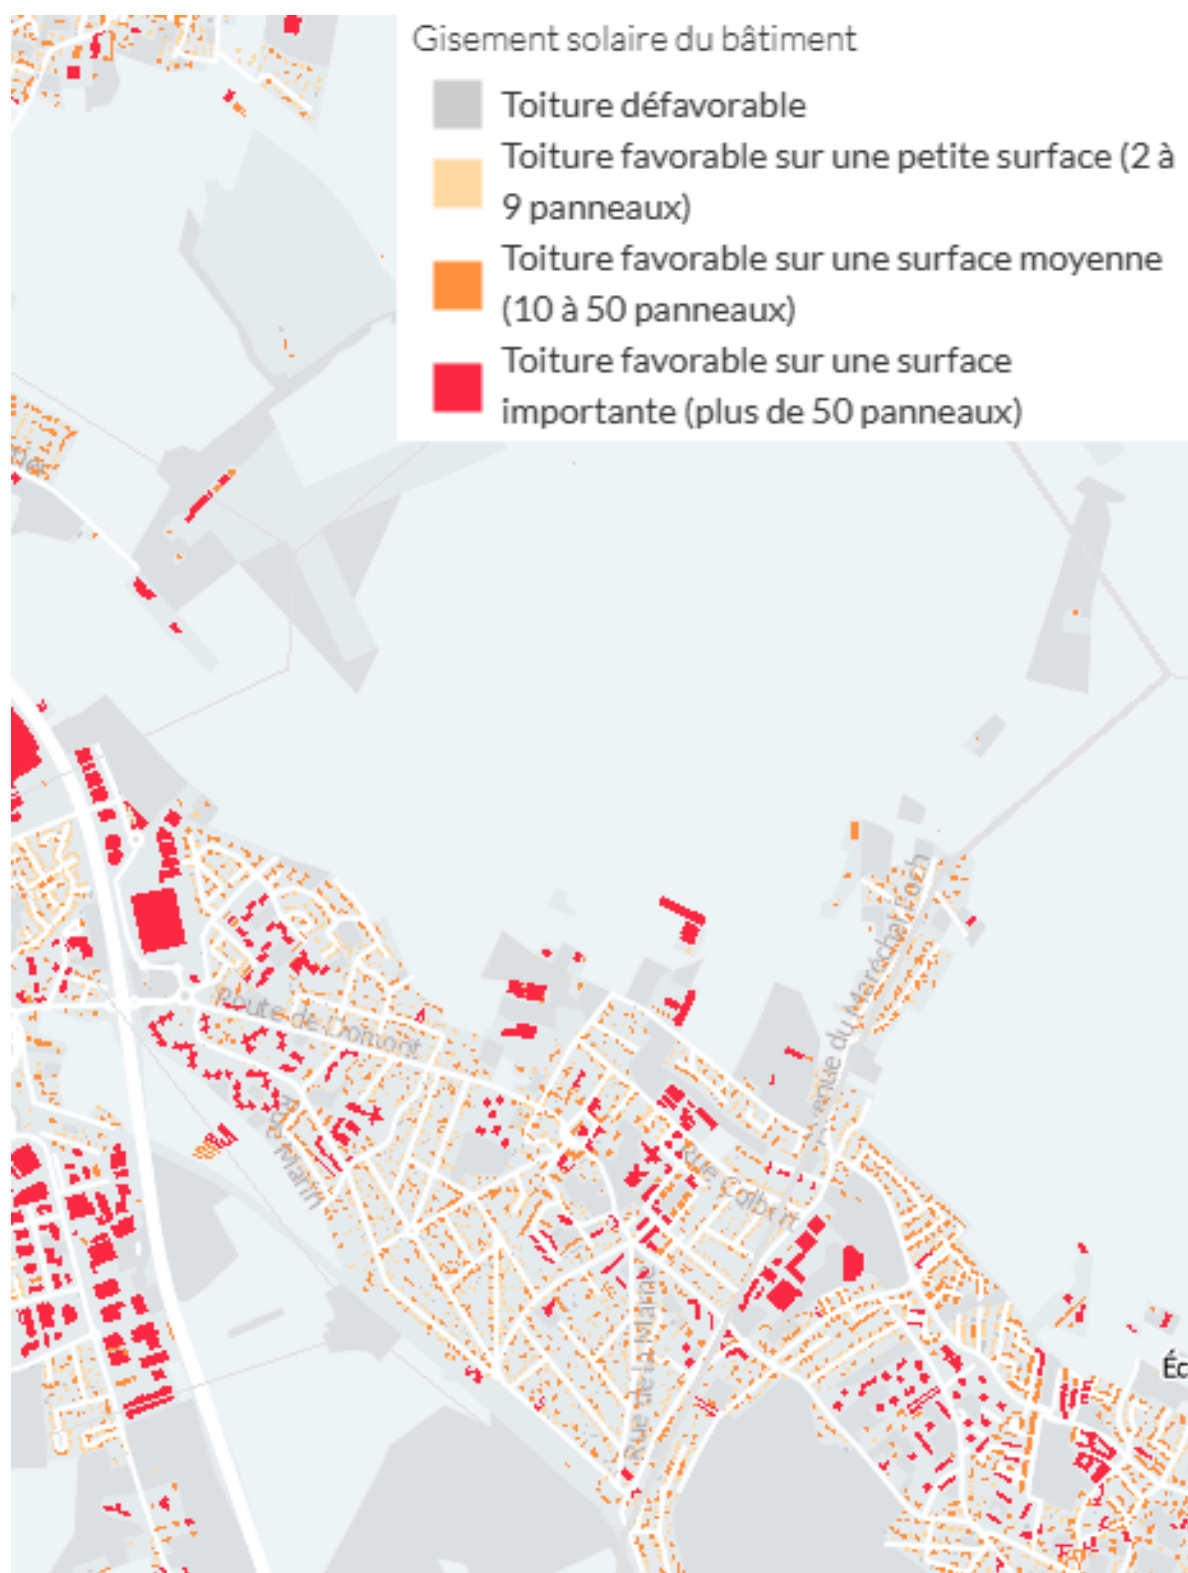 Gisement solaire du bâtiment
Toiture défavorable
Toiture favorable sur une petite surface (2 à
9 panneaux)
Toiture favorable sur une surface moyenne
(10 à 50 panneaux)
Toiture favorable sur une surface
importante (plus de 50 panneaux)
Avenue du Maréchal Foch
Route de Domont
Rue Calbrit
Rue de la Marne
Éc